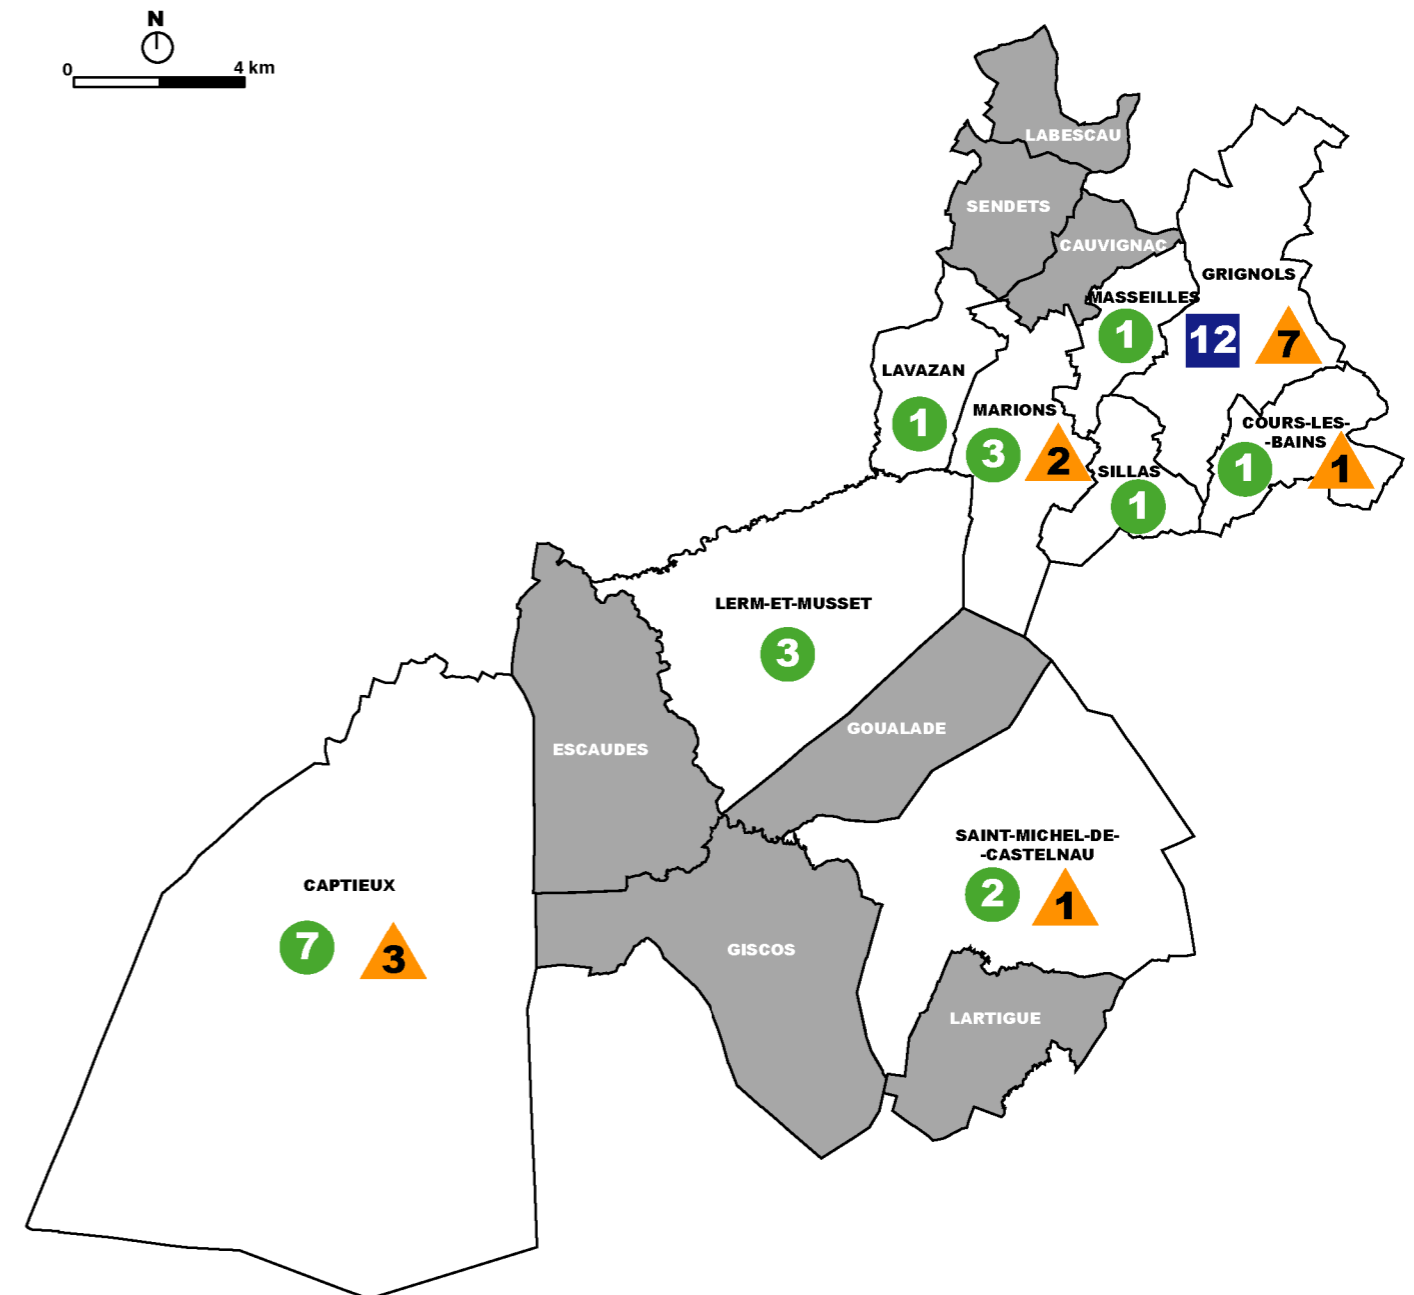 N
0 4 km
LABESCAU
SENDETS
CAUVIGNAC
GRIGNOLS
MASSEILLES
1
12
7
LAVAZAN
1
MARIONS
3
2
COURS-LES-
-BAINS
1
1
SILLAS
1
LERM-ET-MUSSET
3
GOUALADE
ESCAUDES
SAINT-MICHEL-DE-
-CASTELNAU
2
1
CAPTIEUX
7
3
GISCOS
LARTIGUE